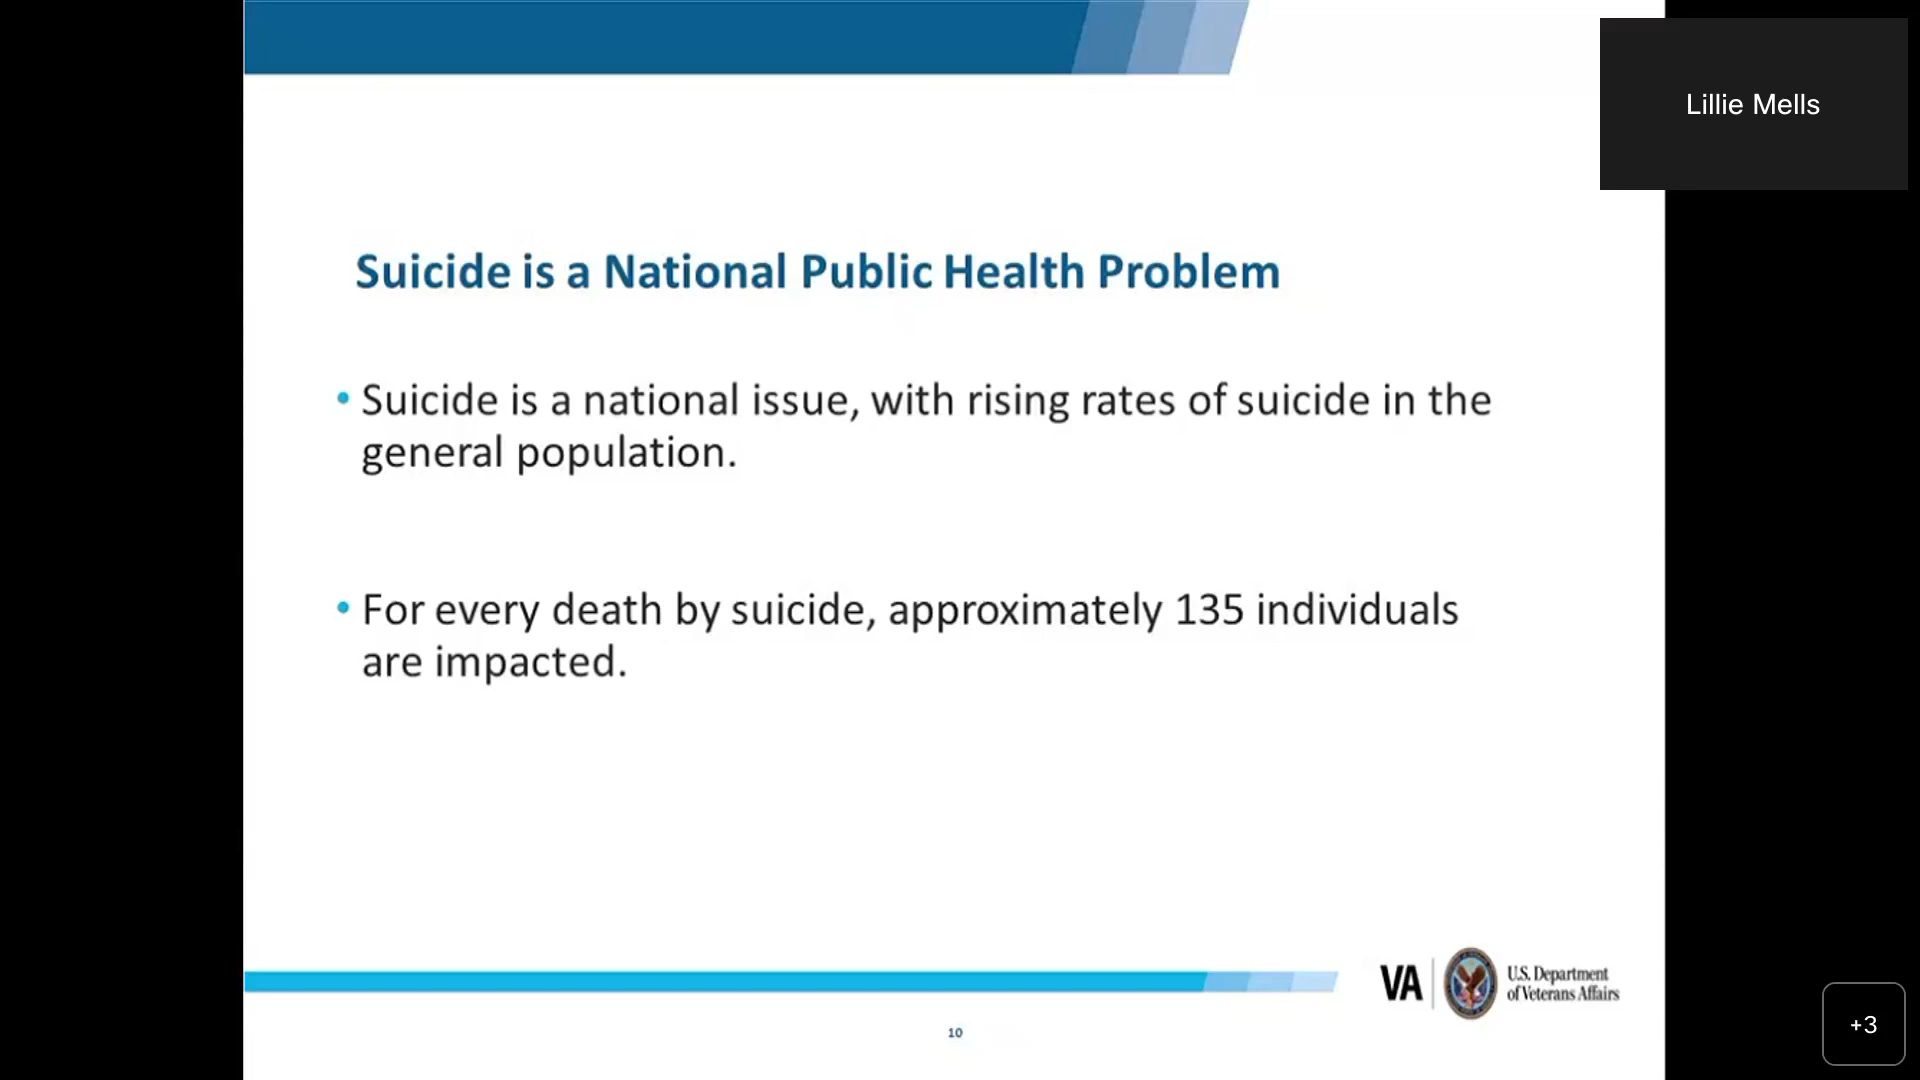 Lillie Mells
Suicide is a National Public Health Problem
• Suicide is a national issue, with rising rates of suicide in the
general population.
• For every death by suicide, approximately 135 individuals
are impacted.
VA
U.S. Department
of Veterans Affairs
10
+3